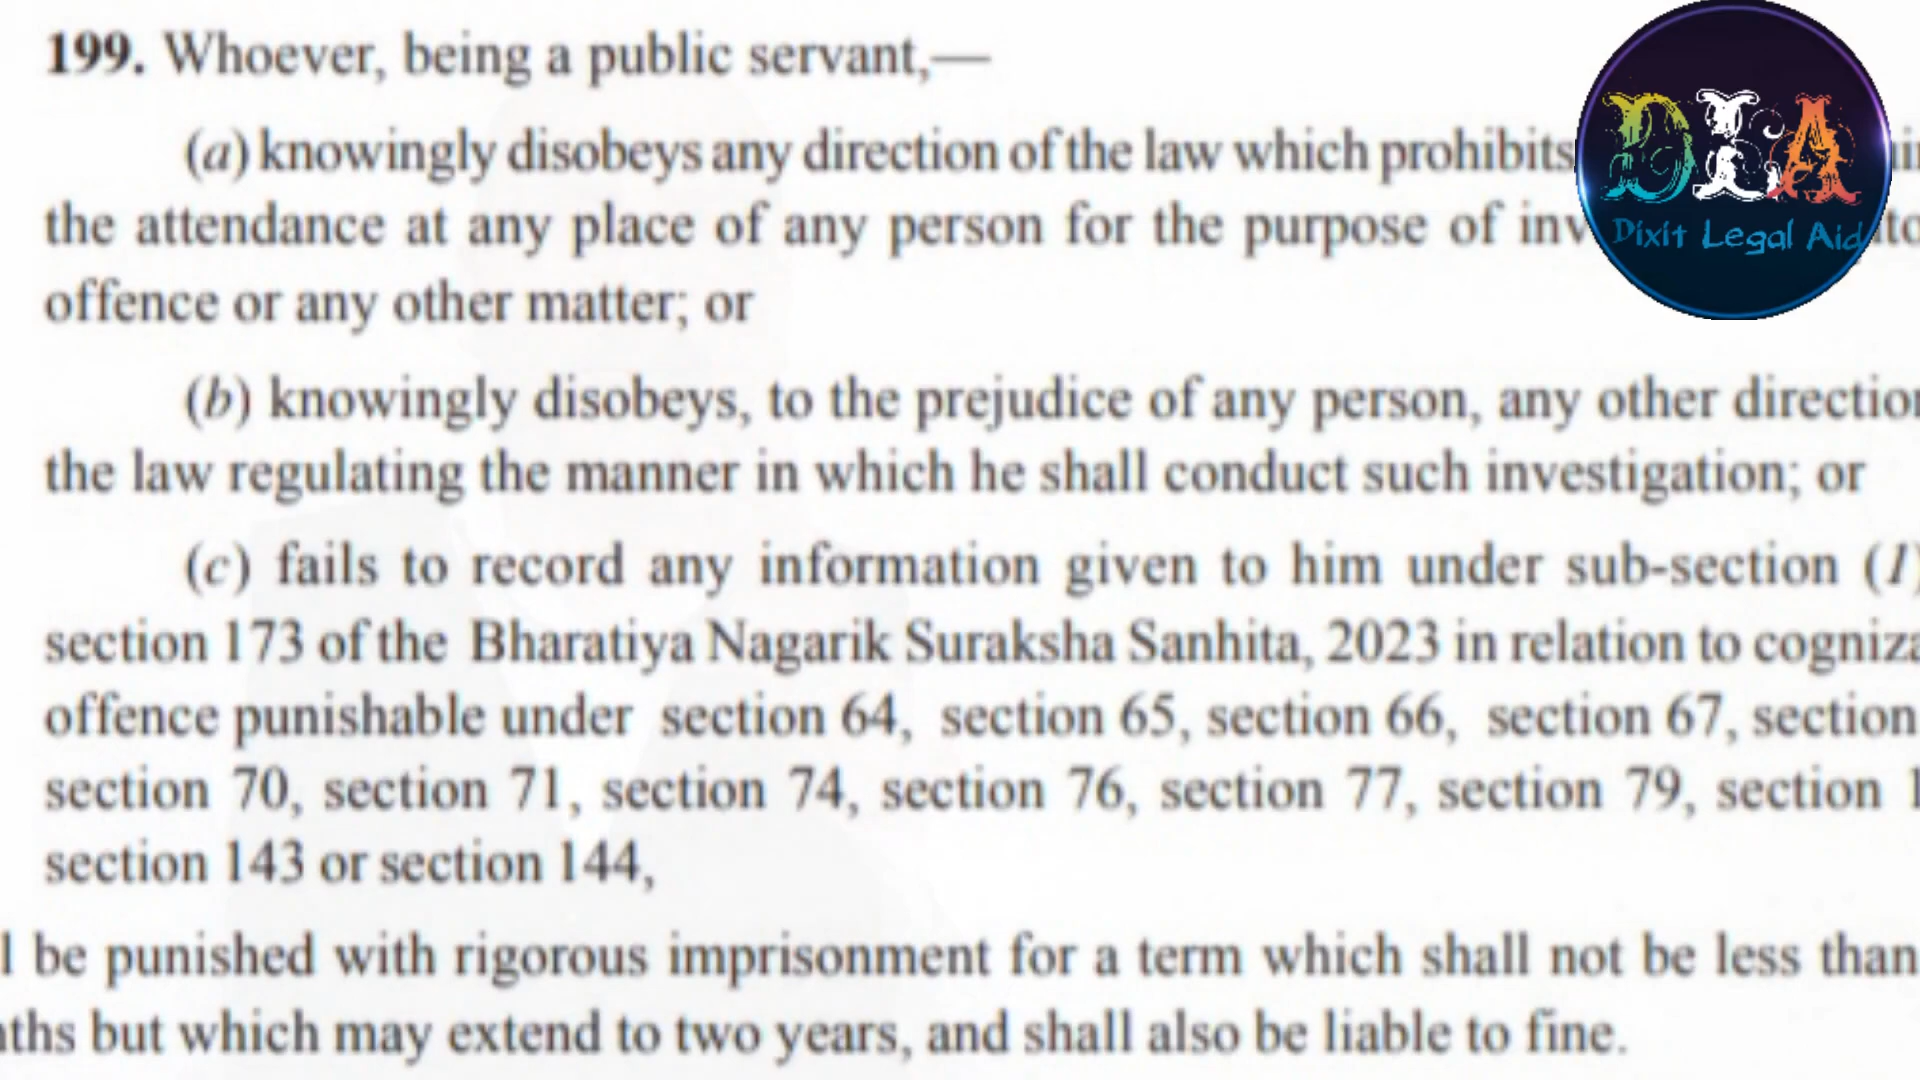 199. Whoever, being a public servant,—
(a) knowingly disobeys any direction of the law which prohibits
the attendance at any place of any person for the purpose of
offence or any other matter; or
(b) knowingly disobeys, to the prejudice of any person, any other
the law regulating the manner in which he shall conduct such investigation; or
(c) fails to record any information given to him under sub-section (1)
section 173 of the Bharatiya Nagarik Suraksha Sanhita, 2023 in relation to
offence punishable under section 64, section 65, section 66, section 67, section
section 70, section 71, section 74, section 76, section 77, section 79, section
section 143 or section 144,
be punished with rigorous imprisonment for a term which shall not be less than
but which may extend to two years, and shall also be liable to fine.
DLA
Dixit Legal Aid